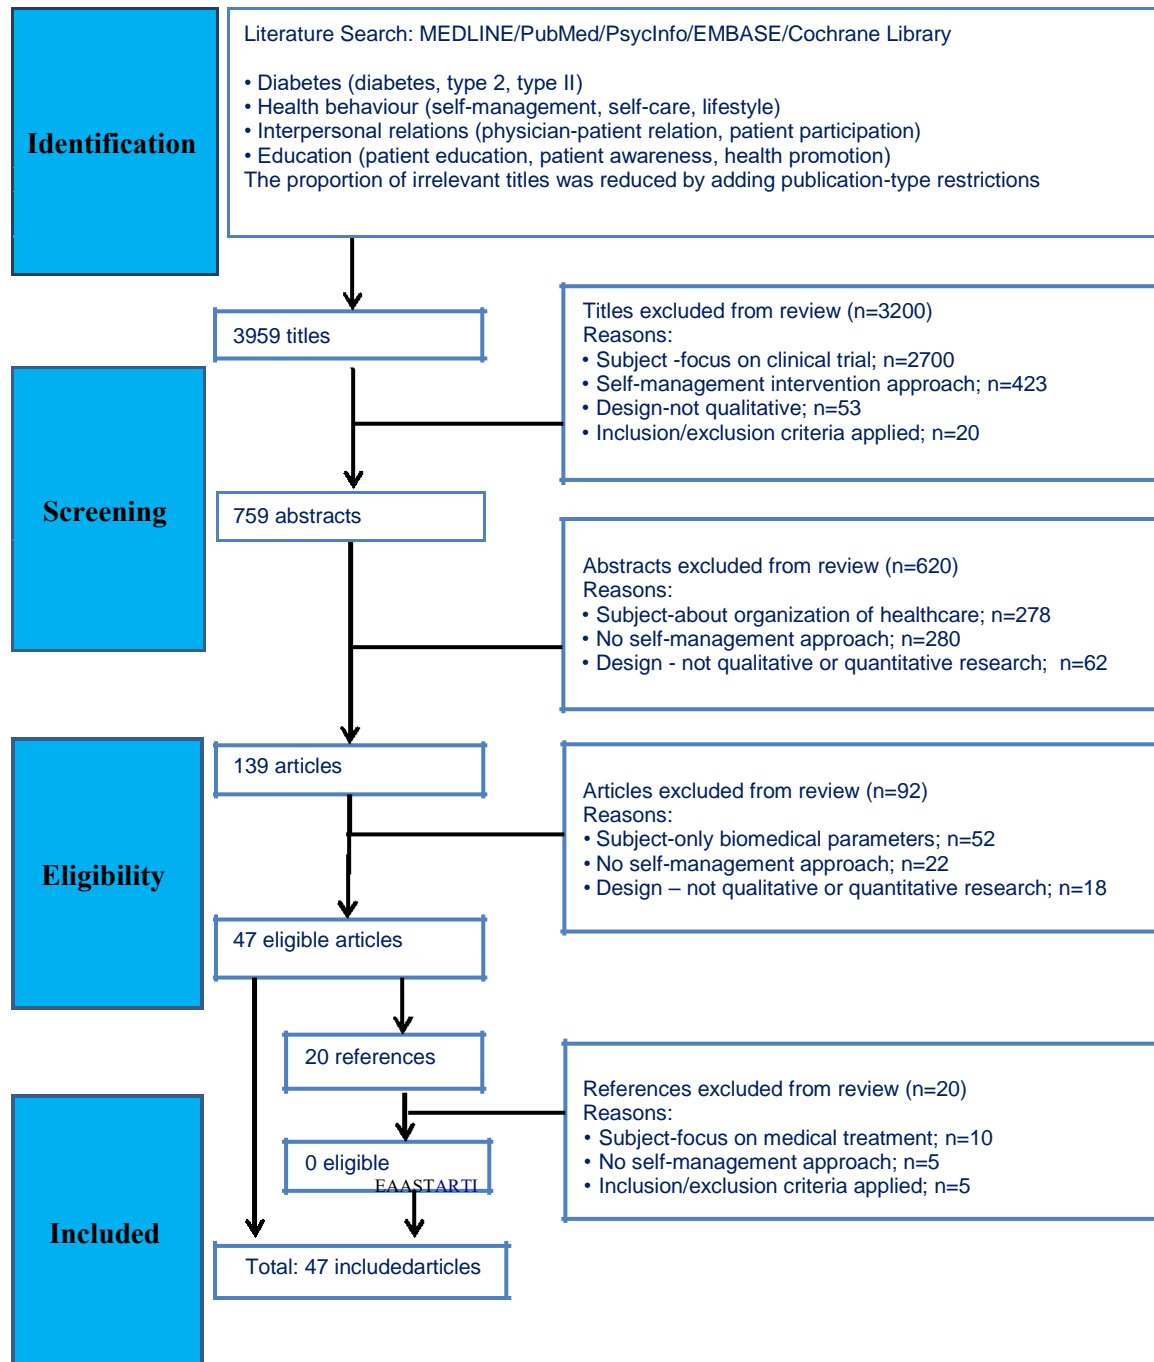 Identification
Literature Search: MEDLINE/PubMed/PsycInfo/EMBASE/Cochrane Library
• Diabetes (diabetes, type 2, type II)
• Health behaviour (self-management, self-care, lifestyle)
• Interpersonal relations (physician-patient relation, patient participation)
• Education (patient education, patient awareness, health promotion)
The proportion of irrelevant titles was reduced by adding publication-type restrictions
3959 titles
Titles excluded from review (n=3200)
Reasons:
• Subject -focus on clinical trial; n=2700
• Self-management intervention approach; n=423
• Design-not qualitative; n=53
• Inclusion/exclusion criteria applied; n=20
Screening
759 abstracts
Abstracts excluded from review (n=620)
Reasons:
• Subject-about organization of healthcare; n=278
• No self-management approach; n=280
• Design - not qualitative or quantitative research; n=62
Eligibility
139 articles
Articles excluded from review (n=92)
Reasons:
• Subject-only biomedical parameters; n=52
• No self-management approach; n=22
• Design – not qualitative or quantitative research; n=18
47 eligible articles
20 references
References excluded from review (n=20)
Reasons:
• Subject-focus on medical treatment; n=10
• No self-management approach; n=5
• Inclusion/exclusion criteria applied; n=5
0 eligible
EAASTARTI
Included
Total: 47 includedarticles